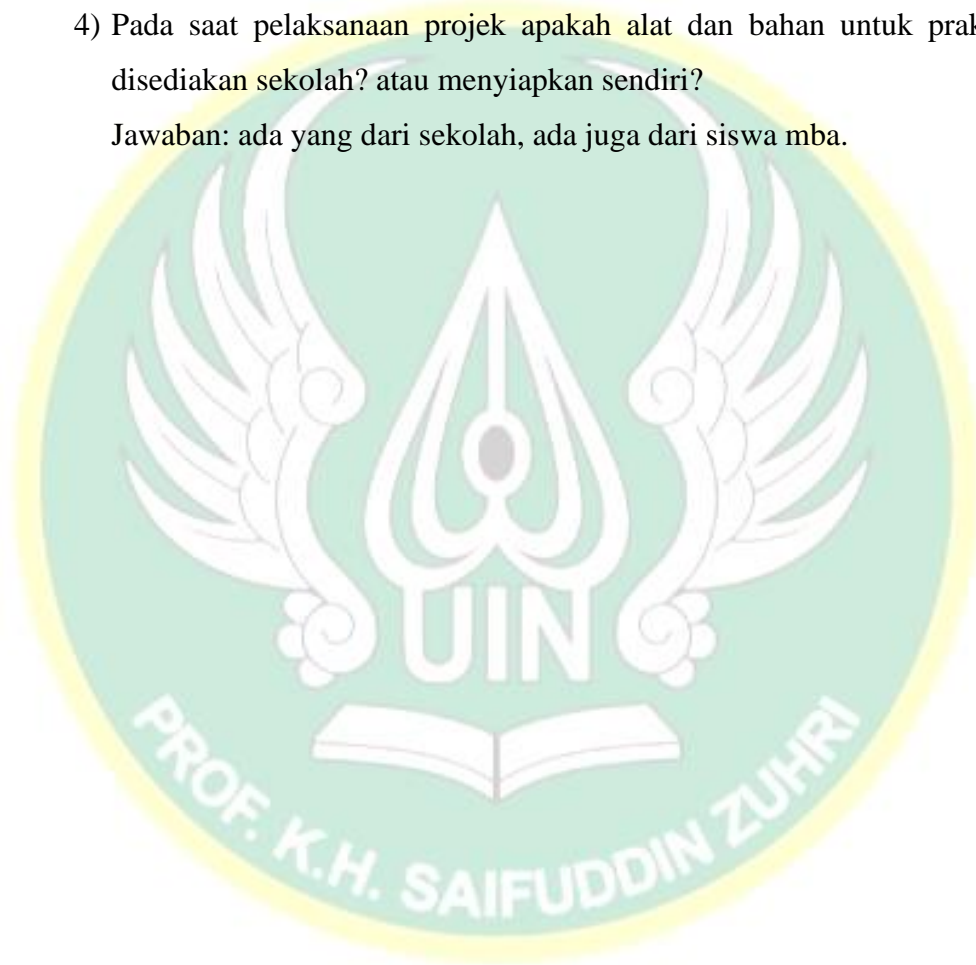 4) Pada saat pelaksanaan projek apakah alat dan bahan untuk
disediakan sekolah? atau menyiapkan sendiri?
Jawaban: ada yang dari sekolah, ada juga dari siswa mba.
UIN
PROF. K.H. SAIFUDDIN ZUHRI